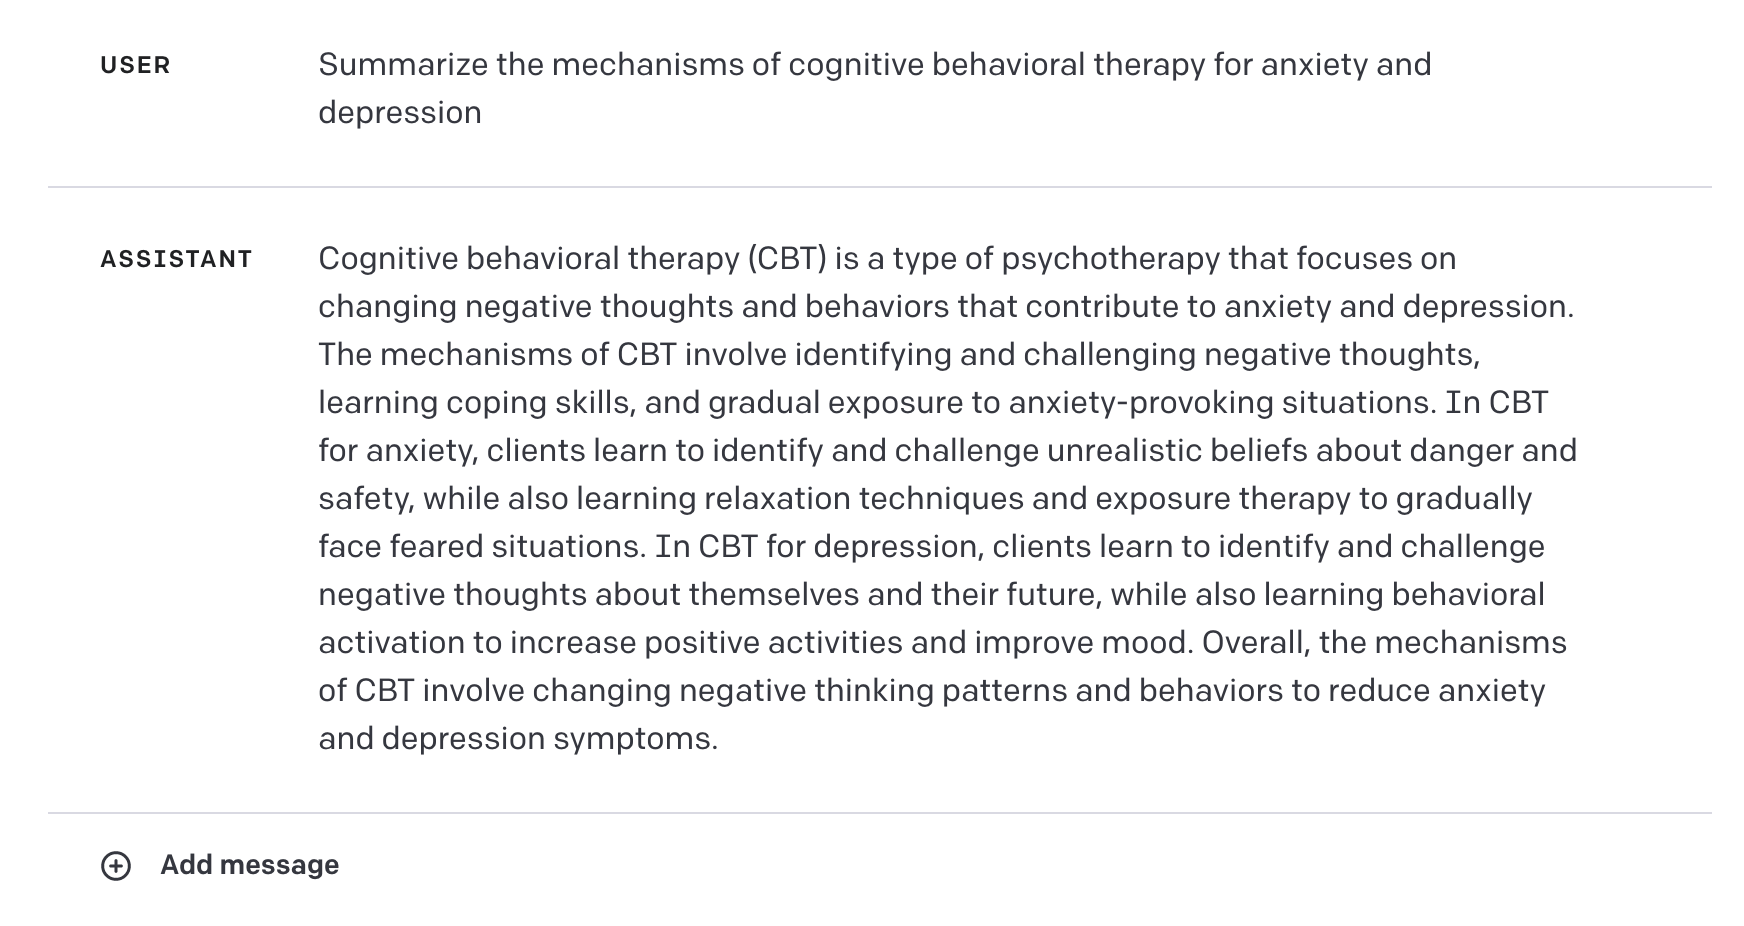 USER
Summarize the mechanisms of cognitive behavioral therapy for anxiety and
depression
ASSISTANT
Cognitive behavioral therapy (CBT) is a type of psychotherapy that focuses on
changing negative thoughts and behaviors that contribute to anxiety and depression.
The mechanisms of CBT involve identifying and challenging negative thoughts,
learning coping skills, and gradual exposure to anxiety-provoking situations. In CBT
for anxiety, clients learn to identify and challenge unrealistic beliefs about danger and
safety, while also learning relaxation techniques and exposure therapy to gradually
face feared situations. In CBT for depression, clients learn to identify and challenge
negative thoughts about themselves and their future, while also learning behavioral
activation to increase positive activities and improve mood. Overall, the mechanisms
of CBT involve changing negative thinking patterns and behaviors to reduce anxiety
and depression symptoms.
Add message